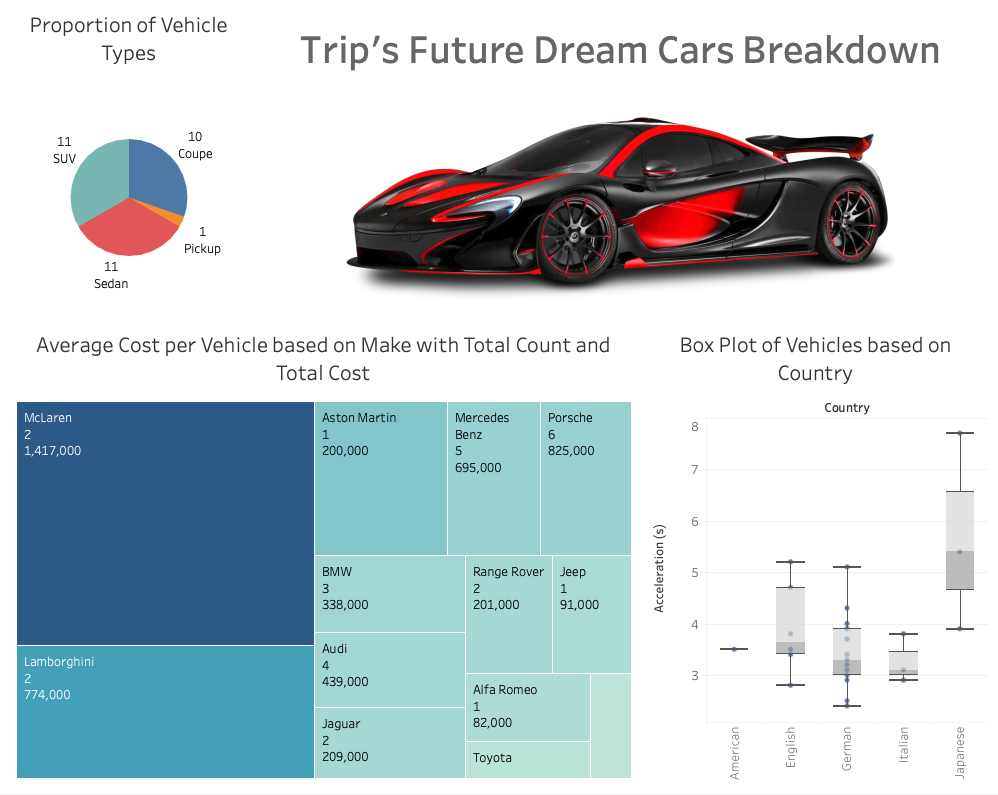 Proportion of Vehicle
Types
Trip's Future Dream Cars Breakdown
11
SUV
10
Coupe
1
Pickup
11
Sedan
Average Cost per Vehicle based on Make with Total Count and
Total Cost
McLaren
2
1,417,000
Lamborghini
2
774,000
Aston Martin
1
200,000
Mercedes
Benz
5
695,000
Porsche
6
825,000
BMW
3
338,000
Audi
4
439,000
Jaguar
2
209,000
Range Rover
2
201,000
Jeep
1
91,000
Alfa Romeo
1
82,000
Toyota
Box Plot of Vehicles based on
Country
Country
Acceleration (s)
8
7
6
5
4
3
American
English
German
Italian
Japanese